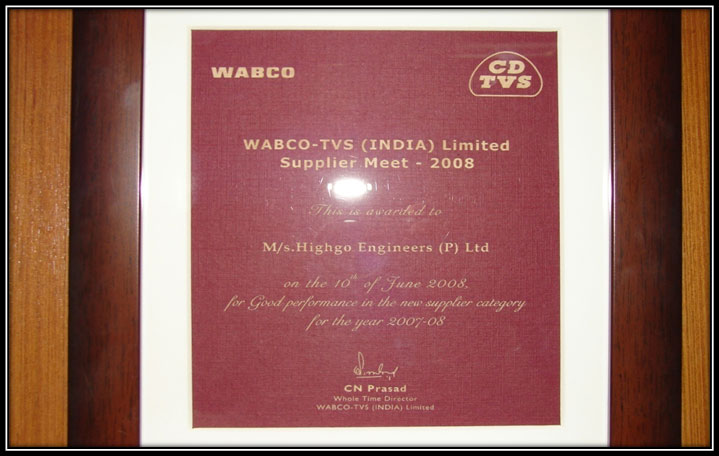 WABCO
CD
TVS
WABCO-TVS (INDIA) Limited
Supplier Meet - 2008
This is awarded to
M/s.Highgo Engineers (P) Ltd
on the 10th of June 2008,
for Good performance in the new supplier category
for the year 2007-08
CN Prasad
Whole Time Director
WABCO-TVS (INDIA) Limited